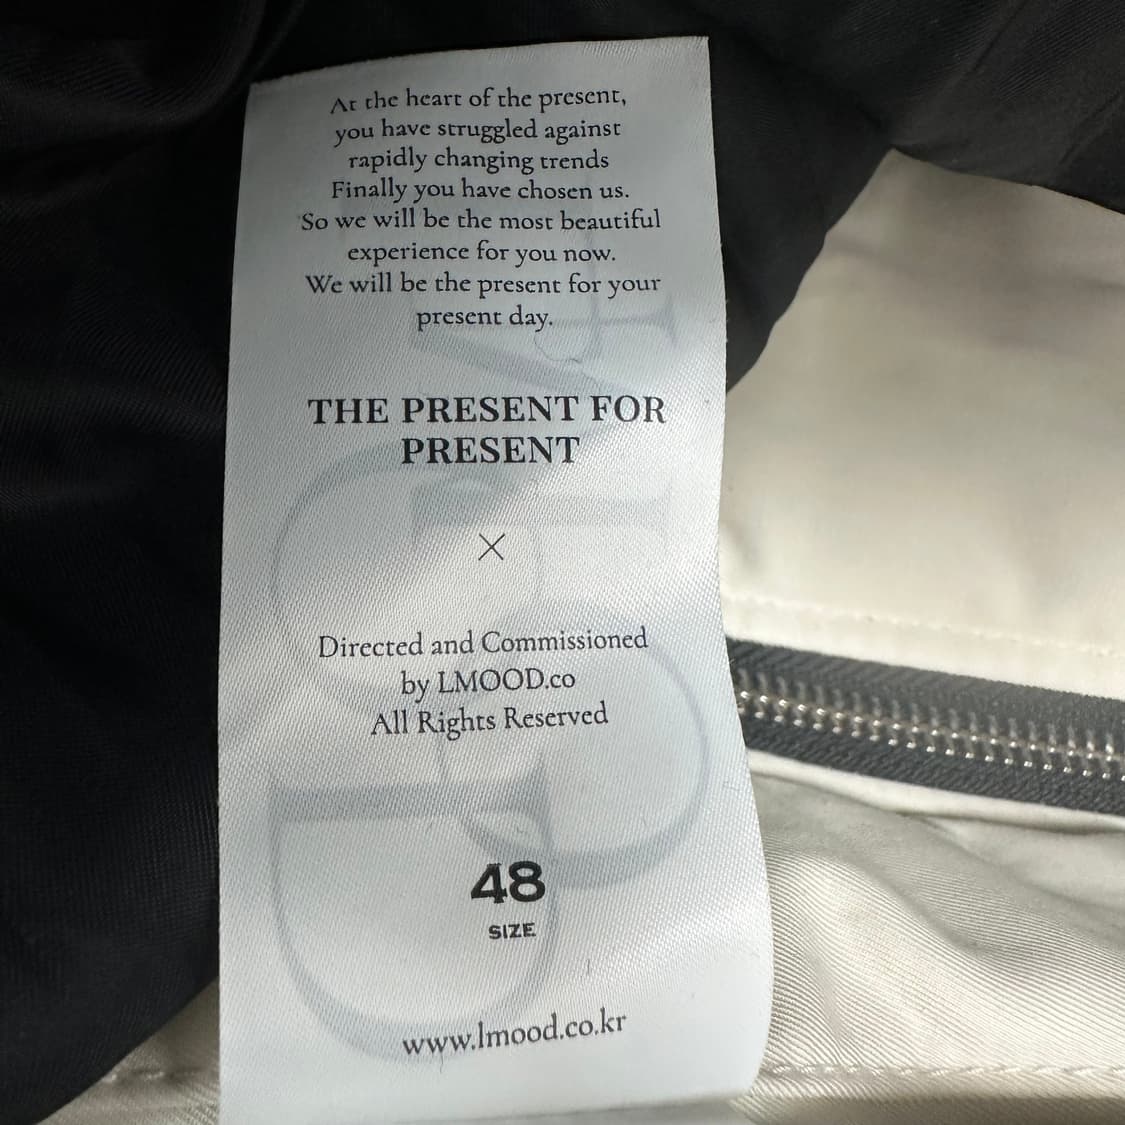 At the heart of the present,
you have struggled against
rapidly changing trends
Finally you have chosen us.
So we will be the most beautiful
experience for you now.
We will be the present for your
present day.
THE PRESENT FOR
PRESENT
×
Directed and Commissioned
by LMOOD.co
All Rights Reserved
48
SIZE
www.lmood.co.kr